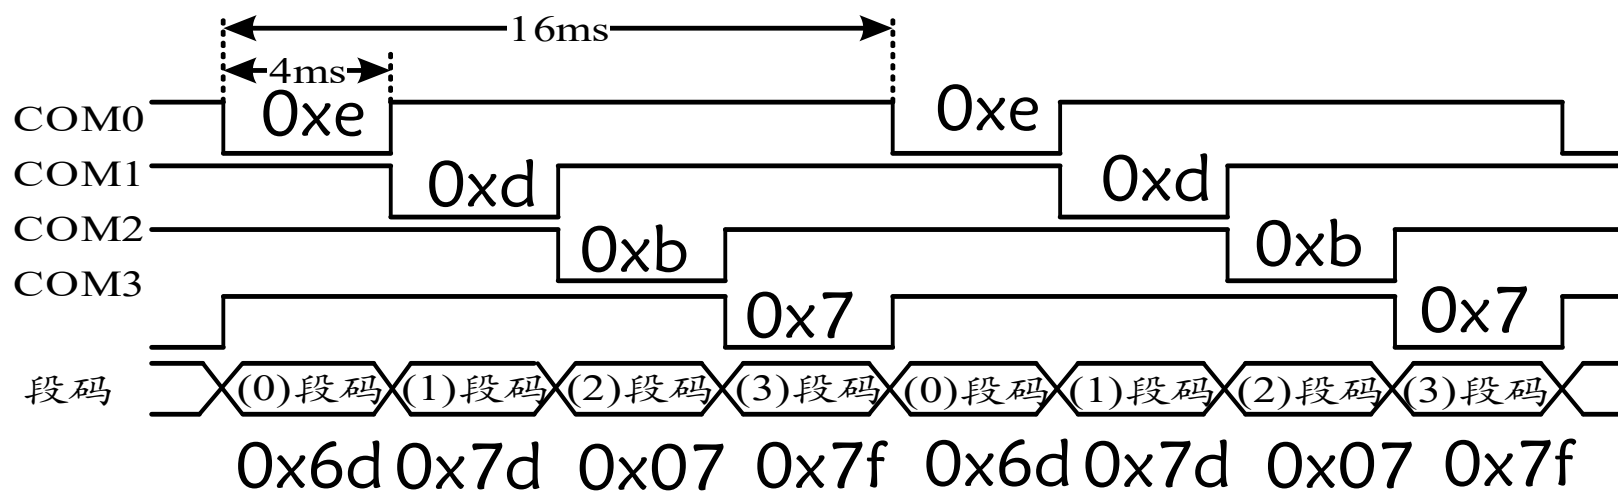 16ms
4ms
COM0 0xe 0xe
COM1 0xd 0xd
COM2 0xb 0xb
COM3 0x7 0x7
段码 (0)段码 (1)段码 (2)段码 (3)段码 (0)段码 (1)段码 (2)段码 (3)段码
0x6d 0x7d 0x07 0x7f 0x6d 0x7d 0x07 0x7f